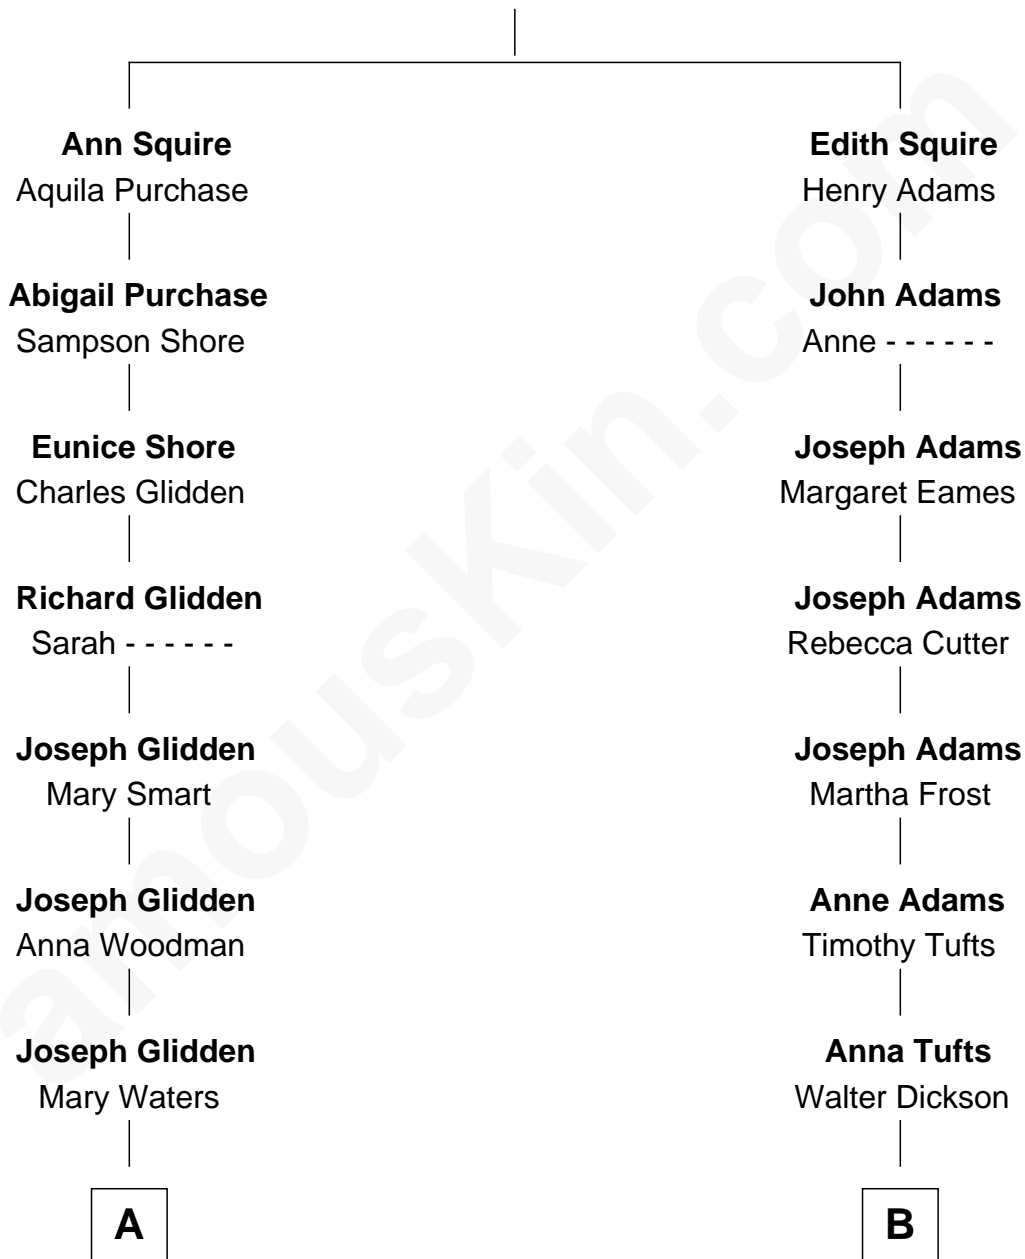 Ann Squire
Aquila Purchase
Abigail Purchase
Sampson Shore
Eunice Shore
Charles Glidden
Richard Glidden
Sarah - - - - - -
Joseph Glidden
Mary Smart
Joseph Glidden
Anna Woodman
Joseph Glidden
Mary Waters
A
Edith Squire
Henry Adams
John Adams
Anne - - - - - -
Joseph Adams
Margaret Eames
Joseph Adams
Rebecca Cutter
Joseph Adams
Martha Frost
Anne Adams
Timothy Tufts
Anna Tufts
Walter Dickson
B
amouskin.com